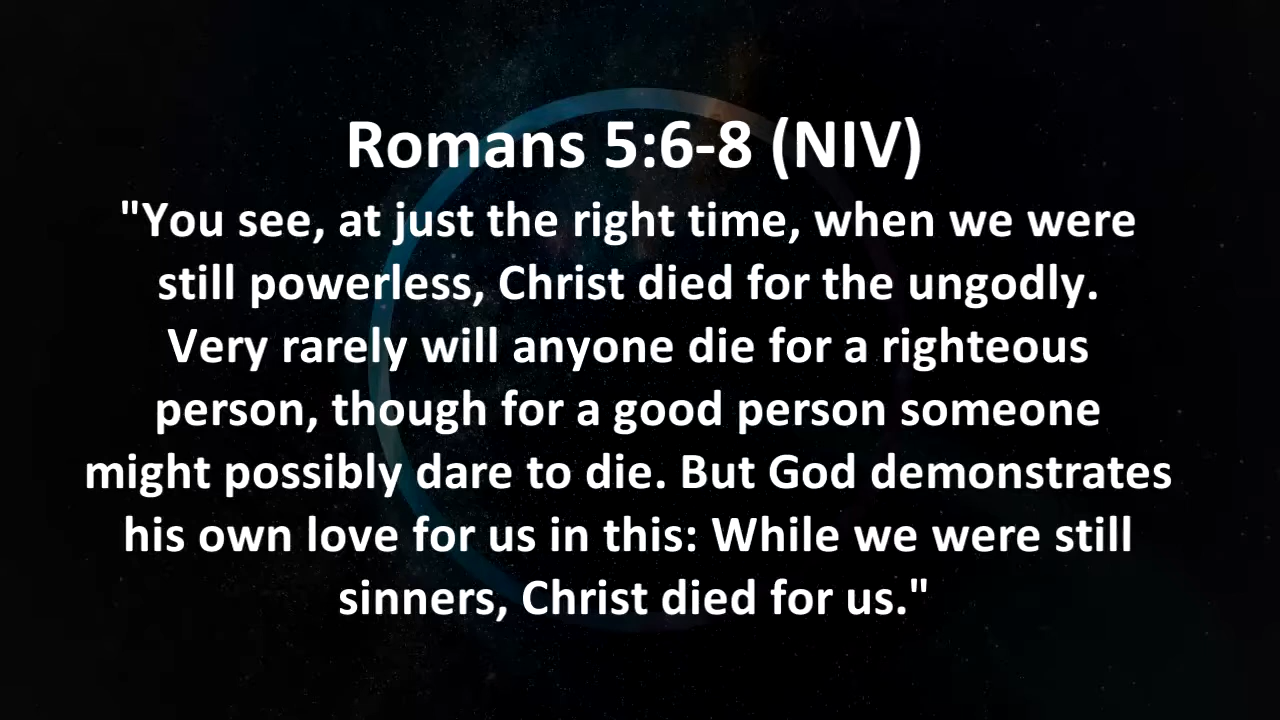 Romans 5:6-8 (NIV)
"You see, at just the right time, when we were
still powerless, Christ died for the ungodly.
Very rarely will anyone die for a righteous
person, though for a good person someone
might possibly dare to die. But God demonstrates
his own love for us in this: While we were still
sinners, Christ died for us."